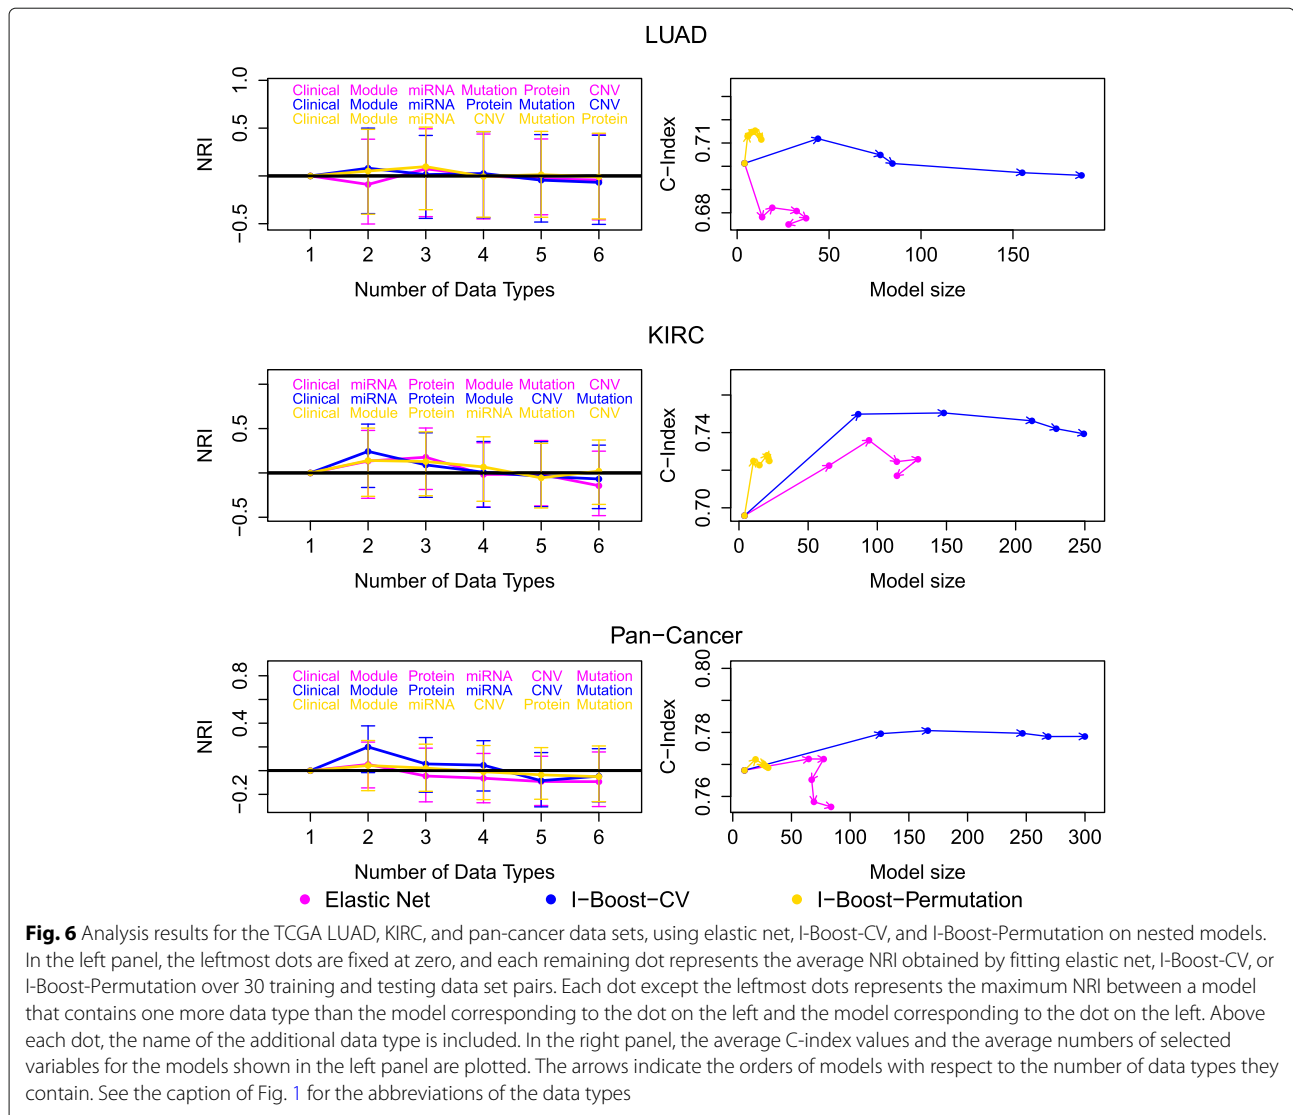 LUAD
NRI
1.0
0.5
−0.5
Clinical Module miRNA Mutation Protein CNV
Clinical Module miRNA Protein Mutation CNV
Clinical Module miRNA CNV Mutation Protein
1 2 3 4 5 6
Number of Data Types
C−Index
0.71
0.68
0 50 100 150
Model size
KIRC
NRI
0.5
−0.5
Clinical miRNA Protein Module Mutation CNV
Clinical miRNA Protein Module CNV Mutation
Clinical Module Protein miRNA Mutation CNV
1 2 3 4 5 6
Number of Data Types
C−Index
0.74
0.70
0 50 100 150 200 250
Model size
Pan−Cancer
NRI
0.8
0.4
−0.2
Clinical Module Protein miRNA CNV Mutation
Clinical Module Protein miRNA CNV Mutation
Clinical Module miRNA CNV Protein Mutation
1 2 3 4 5 6
Number of Data Types
C−Index
0.80
0.78
0.76
0 50 100 150 200 250 300
Model size
Elastic Net I−Boost−CV I−Boost−Permutation
Fig. 6 Analysis results for the TCGA LUAD, KIRC, and pan-cancer data sets, using elastic net, I-Boost-CV, and I-Boost-Permutation on nested models.
In the left panel, the leftmost dots are fixed at zero, and each remaining dot represents the average NRI obtained by fitting elastic net, I-Boost-CV, or
I-Boost-Permutation over 30 training and testing data set pairs. Each dot except the leftmost dots represents the maximum NRI between a model
that contains one more data type than the model corresponding to the dot on the left and the model corresponding to the dot on the left. Above
each dot, the name of the additional data type is included. In the right panel, the average C-index values and the average numbers of selected
variables for the models shown in the left panel are plotted. The arrows indicate the orders of models with respect to the number of data types they
contain. See the caption of Fig. 1 for the abbreviations of the data types